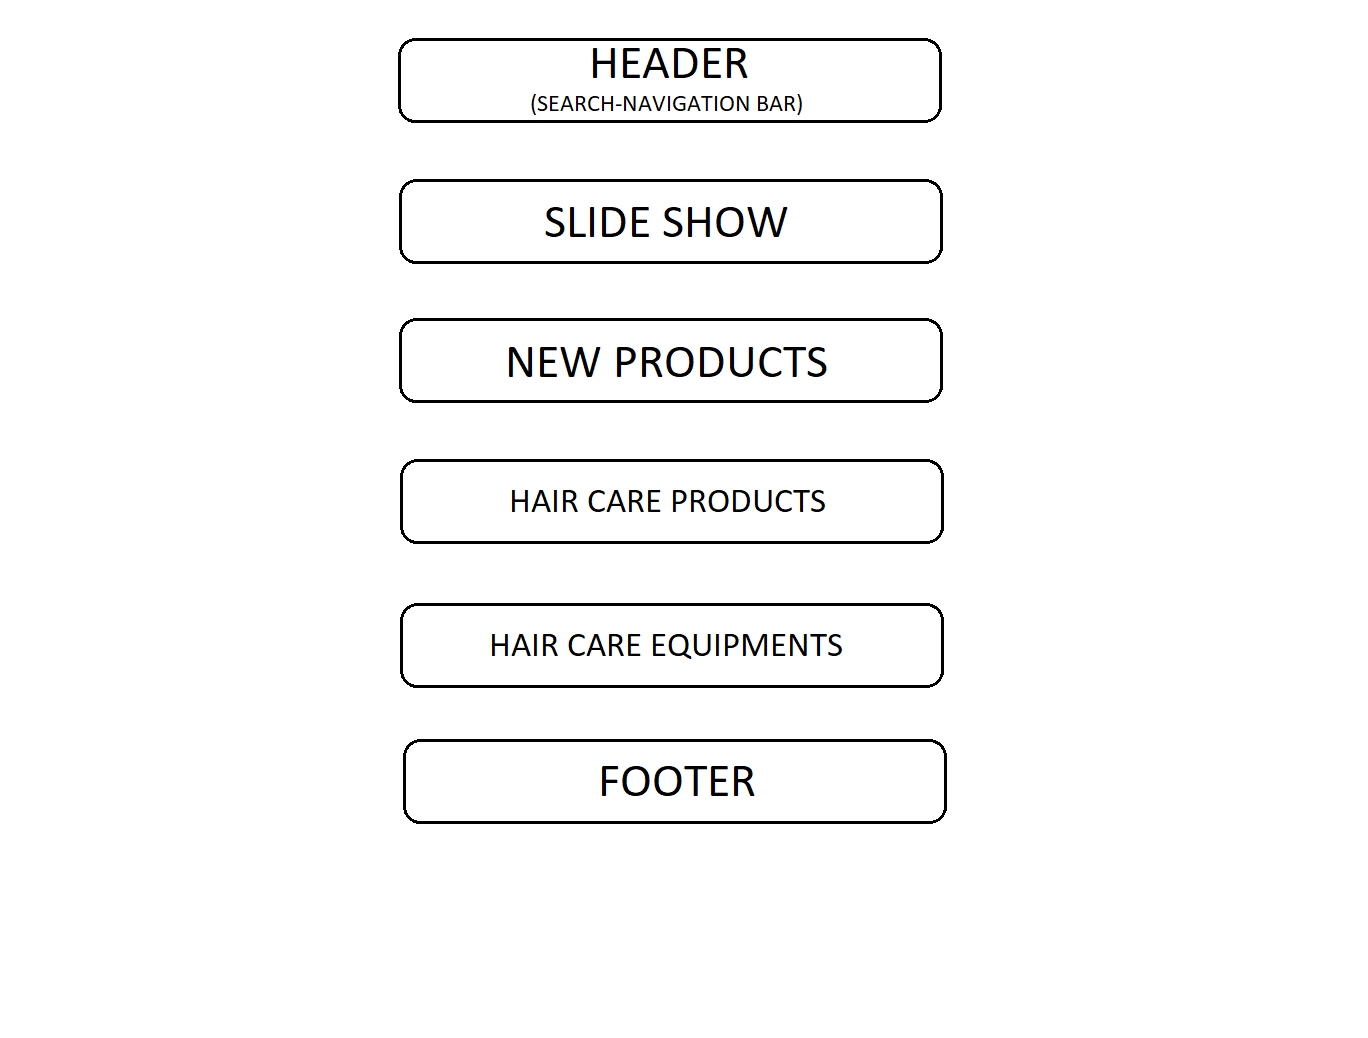 HEADER
(SEARCH-NAVIGATION BAR)
SLIDE SHOW
NEW PRODUCTS
HAIR CARE PRODUCTS
HAIR CARE EQUIPMENTS
FOOTER